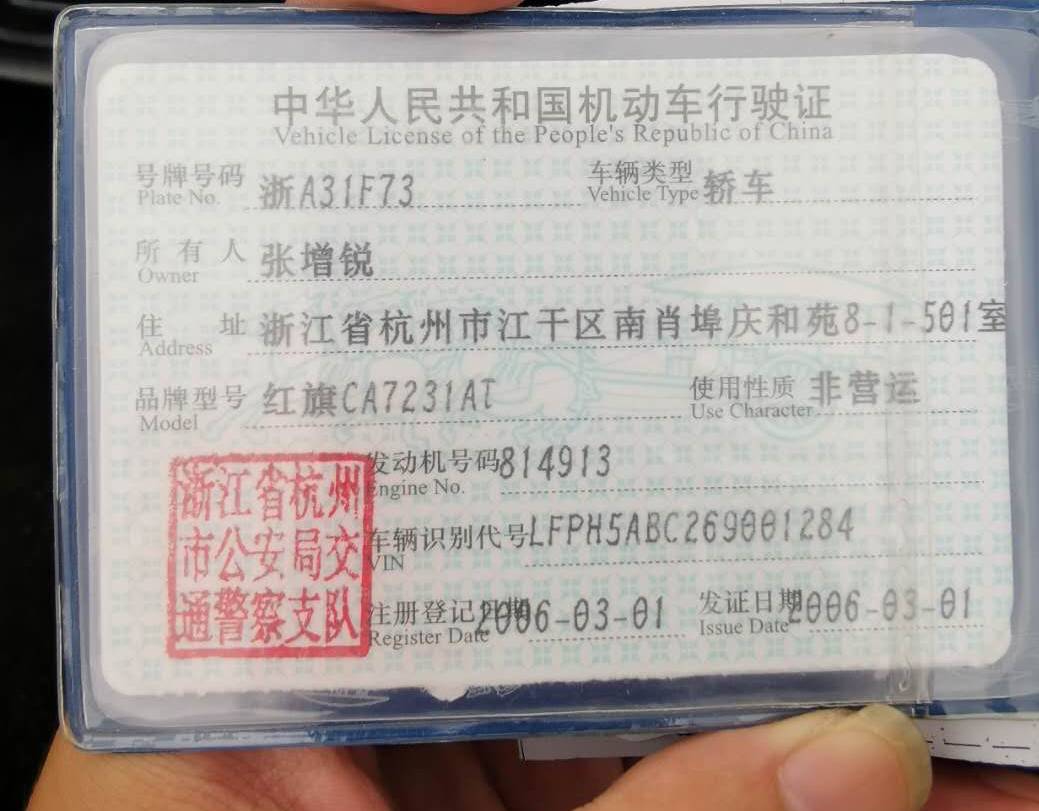 中华人民共和国机动车行驶证
Vehicle License of the People's Republic of China
号牌号码 浙A31F73 车辆类型 轿车
Plate No. Vehicle Type
所有人 张增锐
Owner
住址 浙江省杭州市江干区南肖埠庆和苑8-1-501室
Address
品牌型号 红旗CA7231AT 使用性质 非营运
Model Use Character
发动机号码 814913
Engine No.
车辆识别代号 LFPH5ABC269001284
VIN
注册登记日期 2006-03-01 发证日期 2006-03-01
Register Date Issue Date
浙江省杭州
市公安局交
通警察支队